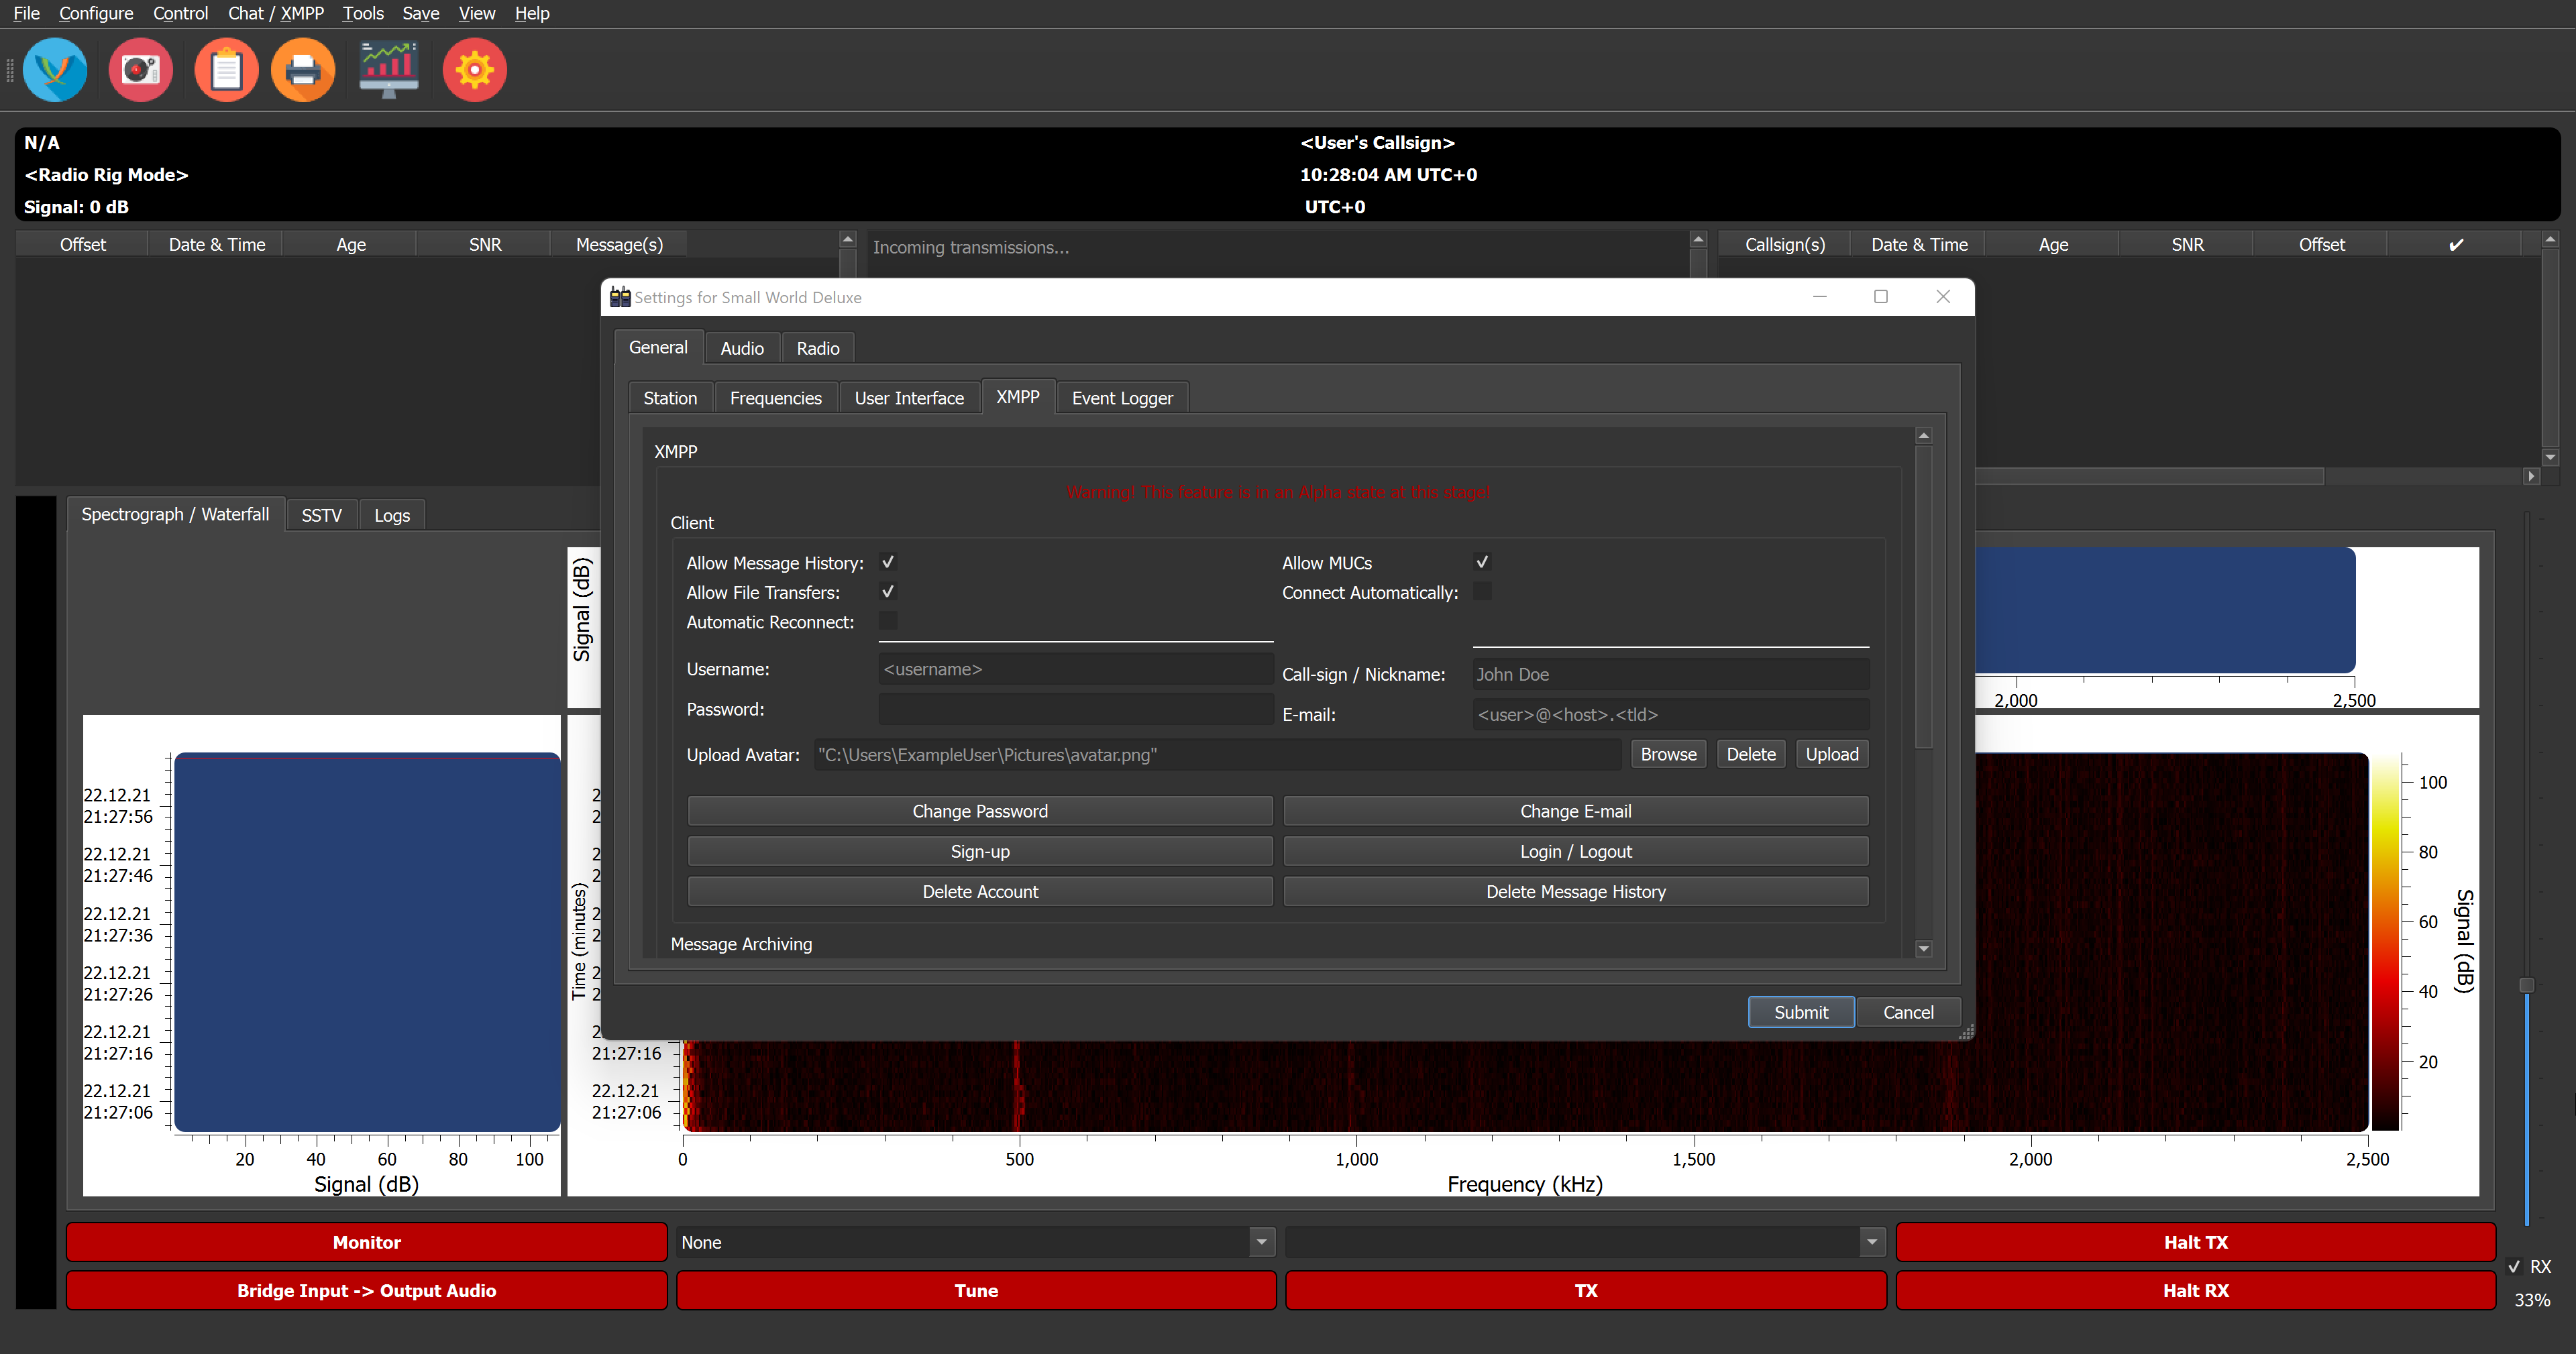 File Configure Control Chat / XMPP Tools Save View Help
N/A
<User's Callsign>
<Radio Rig Mode>
10:28:04 AM UTC+0
Signal: 0 dB
UTC+0
Offset Date & Time Age SNR Message(s)
Incoming transmissions...
Callsign(s) Date & Time Age SNR Offset ✔
Settings for Small World Deluxe
General Audio Radio
Station Frequencies User Interface XMPP Event Logger
XMPP
Warning! This feature is in an Alpha state at this stage!
Client
Allow Message History: ✓
Allow MUCs ✓
Allow File Transfers: ✓
Connect Automatically:
Automatic Reconnect:
Username: <username>
Call-sign / Nickname: John Doe
Password:
E-mail: <user>@<host>.<tld>
Upload Avatar: "C:\Users\ExampleUser\Pictures\avatar.png" Browse Delete Upload
Change Password Change E-mail
Sign-up Login / Logout
Delete Account Delete Message History
Message Archiving
Submit Cancel
Spectrograph / Waterfall SSTV Logs
Signal (dB)
2,000 2,500
22.12.21
21:27:56
22.12.21
21:27:46
22.12.21
21:27:36
22.12.21
21:27:26
22.12.21
21:27:16
22.12.21
21:27:06
20 40 60 80 100
Signal (dB)
Time (minutes)
21:27:16
22.12.21
21:27:06
0 500 1,000 1,500 2,000 2,500
Frequency (kHz)
100
80
60
40
20
Signal (dB)
Monitor None Halt TX
✓ RX
Bridge Input -> Output Audio Tune TX Halt RX
33%